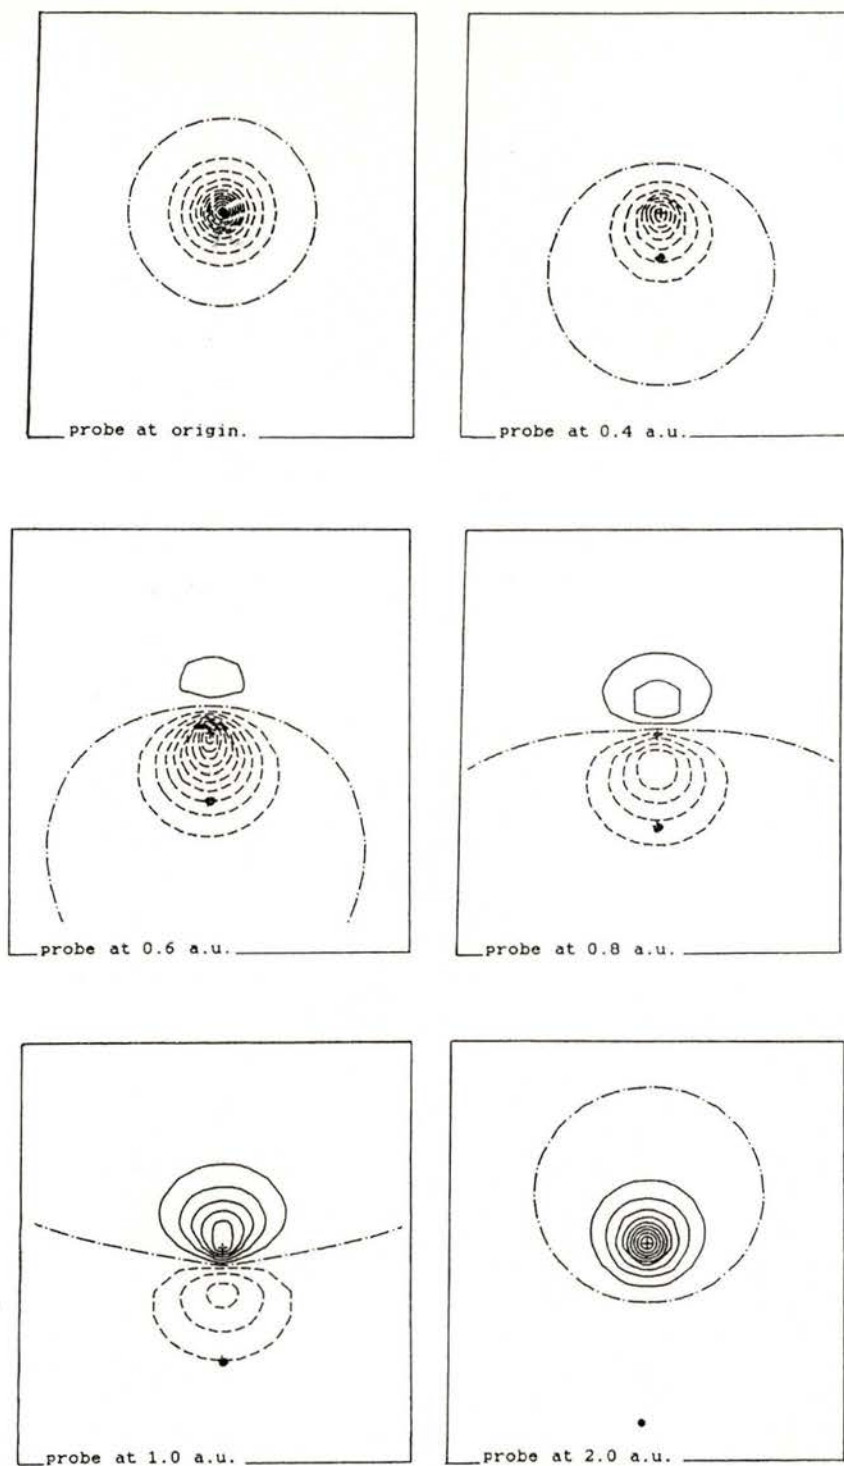 probe at origin.
probe at 0.4 a.u.
probe at 0.6 a.u.
probe at 0.8 a.u.
probe at 1.0 a.u.
probe at 2.0 a.u.